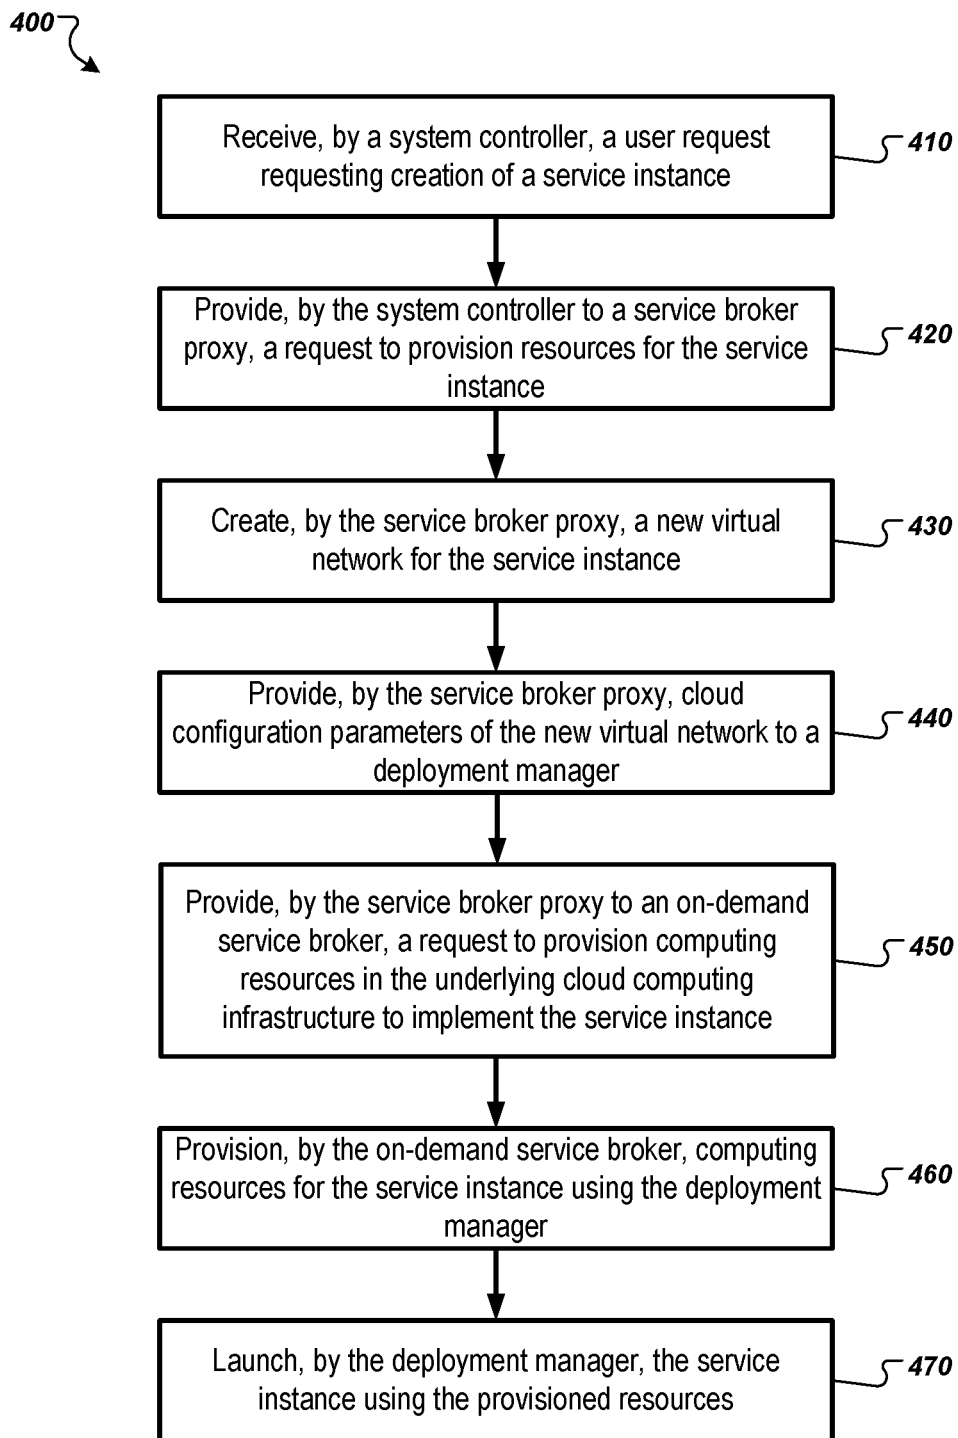 400
Receive, by a system controller, a user request
requesting creation of a service instance
410
Provide, by the system controller to a service broker
proxy, a request to provision resources for the service
instance
420
Create, by the service broker proxy, a new virtual
network for the service instance
430
Provide, by the service broker proxy, cloud
configuration parameters of the new virtual network to a
deployment manager
440
Provide, by the service broker proxy to an on-demand
service broker, a request to provision computing
resources in the underlying cloud computing
infrastructure to implement the service instance
450
Provision, by the on-demand service broker, computing
resources for the service instance using the deployment
manager
460
Launch, by the deployment manager, the service
instance using the provisioned resources
470